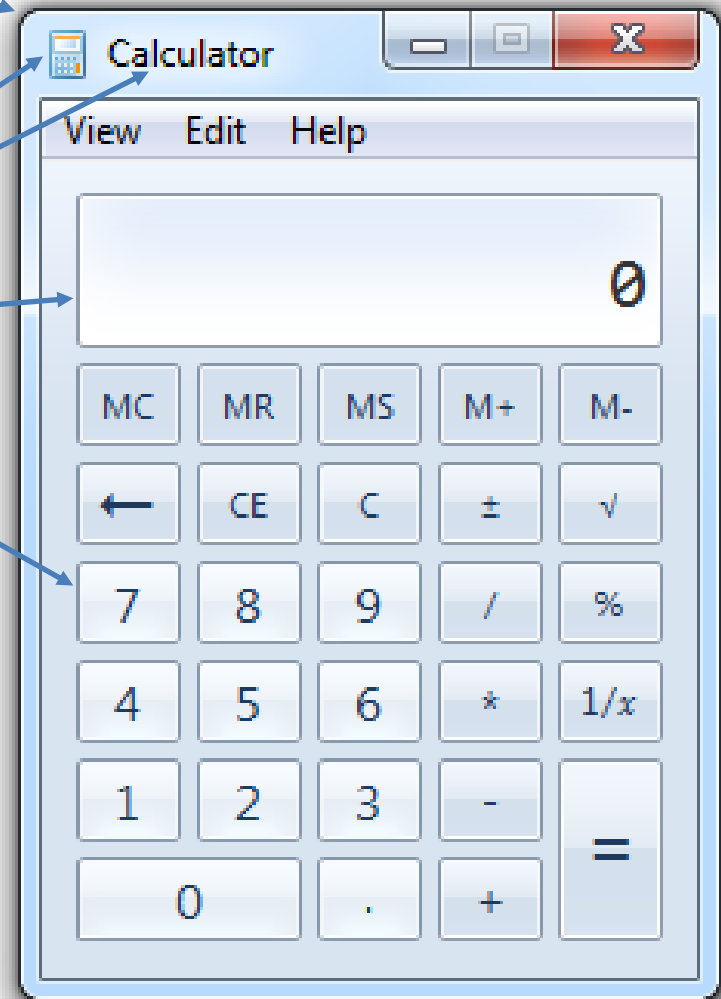 Calculator
View Edit Help
0
MC MR MS M+ M-
← CE C ± √
7 8 9 / %
4 5 6 * 1/x
1 2 3 - =
0 . +